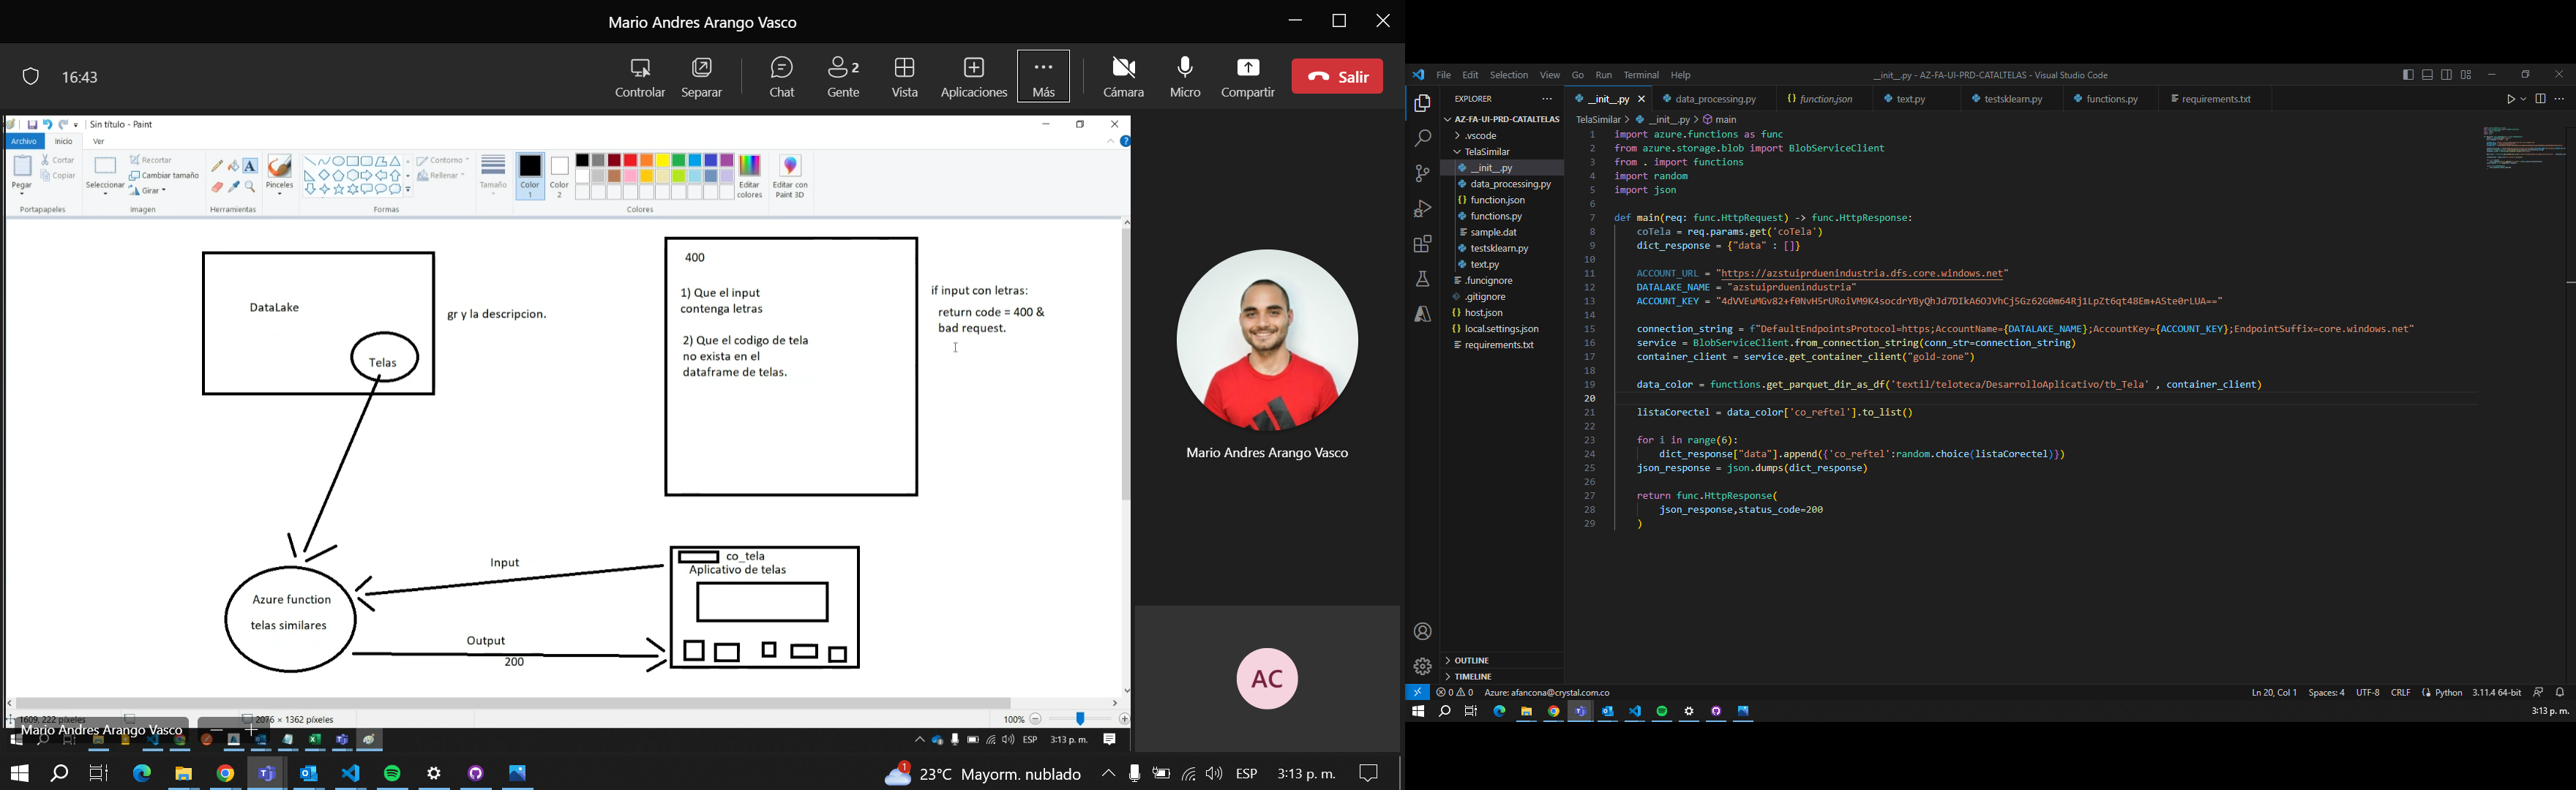 Mario Andres Arango Vasco
16:43
Controlar
Separar
Chat
2
Gente
Vista
Aplicaciones
Más
Cámara
Micro
Compartir
Salir
Sin título - Paint
Archivo Inicio Ver
Pegar
Cortar
Copiar
Portapapeles
Seleccionar
Recortar
Cambiar tamaño
Girar
Imagen
Herramientas
Pinceles
Contorno
Rellenar
Formas
Tamaño
Color 1
Color 2
Editar colores
Colores
Editar con Paint 3D
DataLake
Telas
gr y la descripcion.
400
1) Que el input
contenga letras
2) Que el codigo de tela
no exista en el
dataframe de telas.
if input con letras:
return code = 400 &
bad request.
Azure function
telas similares
Input
Output
200
co_tela
Aplicativo de telas
1609, 222 píxeles
2076 × 1362 píxeles
100%
Mario Andres Arango Vasco
ESP
3:13 p. m.
Mario Andres Arango Vasco
AC
1
23°C Mayorm. nublado
ESP
3:13 p. m.
File Edit Selection View Go Run Terminal Help
__init__.py - AZ-FA-UI-PRD-CATALTELAS - Visual Studio Code
EXPLORER
AZ-FA-UI-PRD-CATALTELAS
.vscode
TelaSimilar
__init__.py
data_processing.py
function.json
functions.py
sample.dat
testsklearn.py
text.py
.funcignore
.gitignore
host.json
local.settings.json
requirements.txt
OUTLINE
TIMELINE
__init__.py data_processing.py function.json text.py testsklearn.py functions.py requirements.txt
TelaSimilar > __init__.py > main
1 import azure.functions as func
2 from azure.storage.blob import BlobServiceClient
3 from . import functions
4 import random
5 import json
6
7 def main(req: func.HttpRequest) -> func.HttpResponse:
8 coTela = req.params.get('coTela')
9 dict_response = {"data" : []}
10
11 ACCOUNT_URL = "https://azstuiprduenindustria.dfs.core.windows.net"
12 DATALAKE_NAME = "azstuiprduenindustria"
13 ACCOUNT_KEY =
14
15 connection_string = f"DefaultEndpointsProtocol=https;AccountName={DATALAKE_NAME};AccountKey={ACCOUNT_KEY};EndpointSuffix=core.windows.net"
16 service = BlobServiceClient.from_connection_string(conn_str=connection_string)
17 container_client = service.get_container_client("gold-zone")
18
19 data_color = functions.get_parquet_dir_as_df('textil/teloteca/DesarrolloAplicativo/tb_Tela' , container_client)
20
21 listaCorectel = data_color['co_reftel'].to_list()
22
23 for i in range(6):
24 dict_response["data"].append({'co_reftel':random.choice(listaCorectel)})
25 json_response = json.dumps(dict_response)
26
27 return func.HttpResponse(
28 json_response,status_code=200
29 )
0 0 Azure: afancona@crystal.com.co
Ln 20, Col 1 Spaces: 4 UTF-8 CRLF Python 3.11.4 64-bit
3:13 p. m.